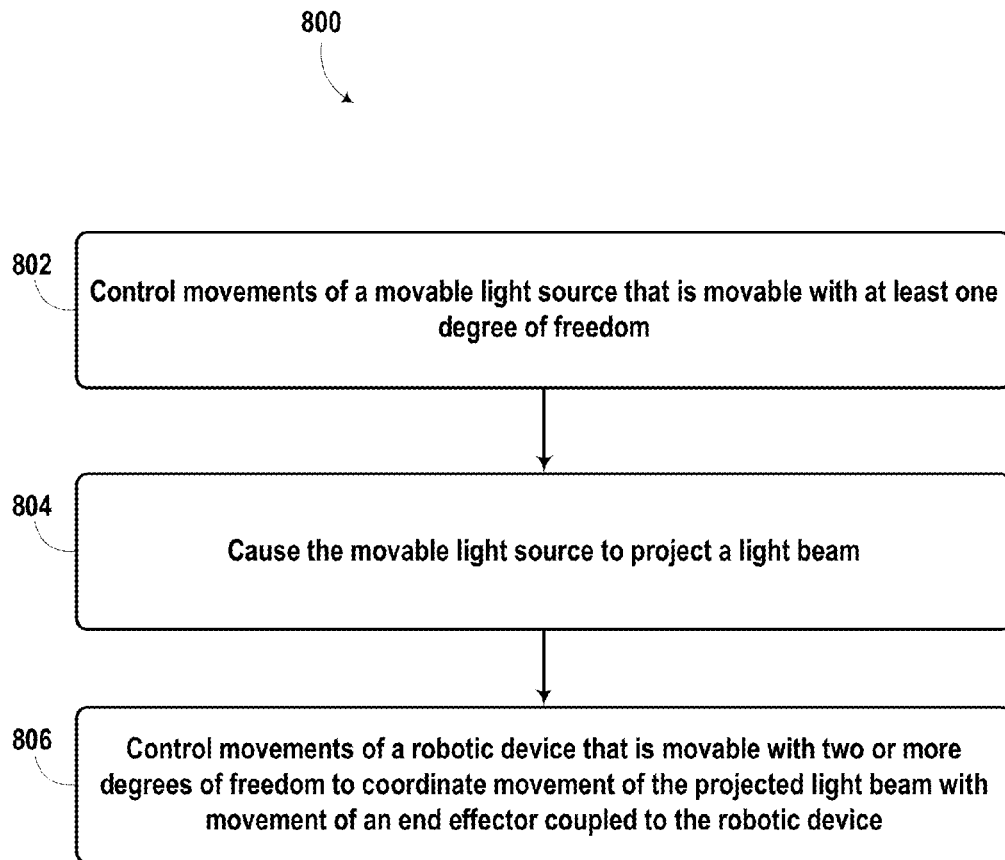 800
802
Control movements of a movable light source that is movable with at least one
degree of freedom
804
Cause the movable light source to project a light beam
806
Control movements of a robotic device that is movable with two or more
degrees of freedom to coordinate movement of the projected light beam with
movement of an end effector coupled to the robotic device